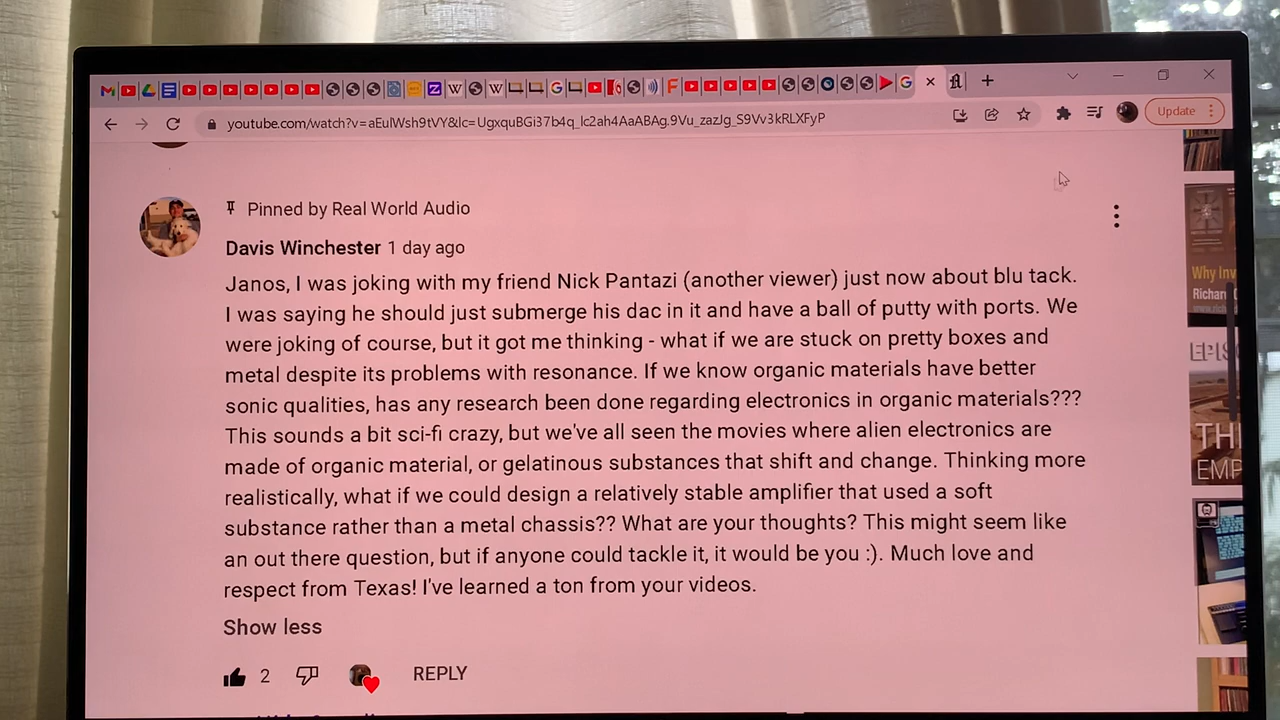 Update
youtube.com/watch?v=aEulWsh9tVY&lc=UgxquBGi37b4q_lc2ah4AaABAg.9Vu_zazJg_S9Vv3kRLXFyP
Pinned by Real World Audio
Davis Winchester 1 day ago
Janos, I was joking with my friend Nick Pantazi (another viewer) just now about blu tack.
I was saying he should just submerge his dac in it and have a ball of putty with ports. We
were joking of course, but it got me thinking - what if we are stuck on pretty boxes and
metal despite its problems with resonance. If we know organic materials have better
sonic qualities, has any research been done regarding electronics in organic materials???
This sounds a bit sci-fi crazy, but we've all seen the movies where alien electronics are
made of organic material, or gelatinous substances that shift and change. Thinking more
realistically, what if we could design a relatively stable amplifier that used a soft
substance rather than a metal chassis?? What are your thoughts? This might seem like
an out there question, but if anyone could tackle it, it would be you :). Much love and
respect from Texas! I've learned a ton from your videos.
Show less
2
REPLY
Why Inv
Richard
EPIS
TH
EMP